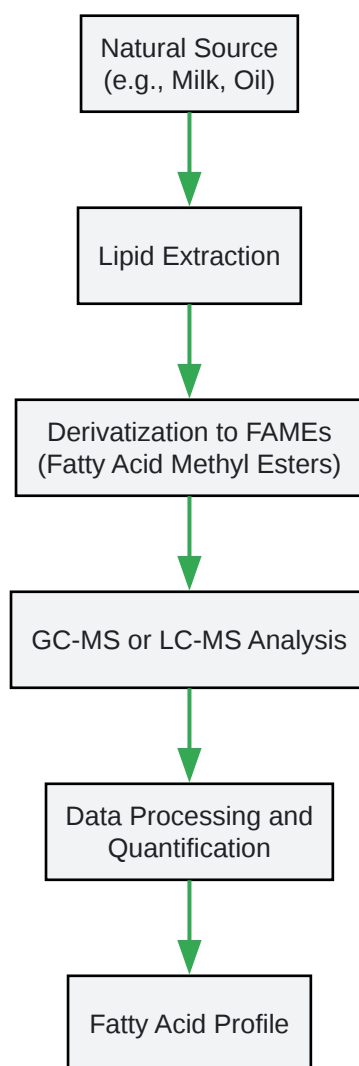 Natural Source
(e.g., Milk, Oil)
Lipid Extraction
Derivatization to FAMEs
(Fatty Acid Methyl Esters)
GC-MS or LC-MS Analysis
Data Processing and
Quantification
Fatty Acid Profile